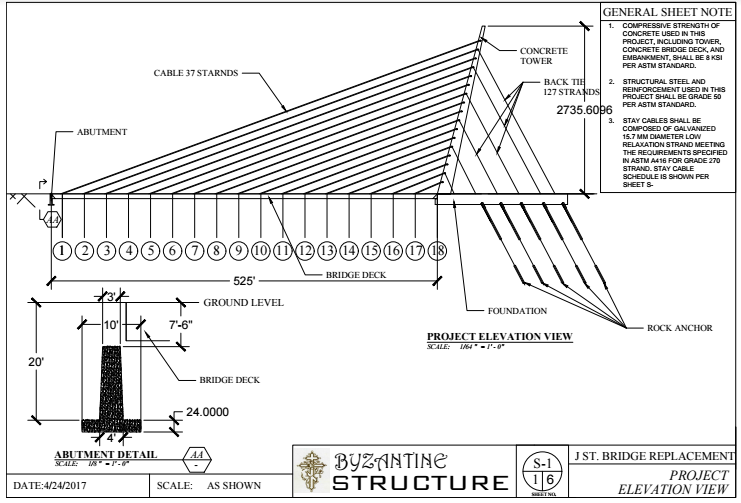 GENERAL SHEET NOTE
1. COMPRESSIVE STRENGTH OF
CONCRETE USED IN THIS
PROJECT, INCLUDING TOWER,
CONCRETE BRIDGE DECK, AND
EMBANKMENT, SHALL BE 8 KSI
PER ASTM STANDARD.
2. STRUCTURAL STEEL AND
REINFORCEMENT USED IN THIS
PROJECT SHALL BE GRADE 50
PER ASTM STANDARD.
3. STAY CABLES SHALL BE
COMPOSED OF GALVANIZED
15.7 MM DIAMETER LOW
RELAXATION STRAND MEETING
THE REQUIREMENTS SPECIFIED
IN ASTM A416 FOR GRADE 270
STRAND. STAY CABLE
SCHEDULE IS SHOWN PER
SHEET S-
CONCRETE
TOWER
CABLE 37 STARNDS
BACK TIE
127 STRANDS
2735.6096
ABUTMENT
AA
1 2 3 4 5 6 7 8 9 10 11 12 13 14 15 16 17 18
BRIDGE DECK
525'
FOUNDATION
ROCK ANCHOR
PROJECT ELEVATION VIEW
SCALE: 1/64 " = 1'- 0"
3'
GROUND LEVEL
10'
7'-6"
20'
BRIDGE DECK
24.0000
4'
ABUTMENT DETAIL
SCALE: 1/8 " = 1'- 0"
AA
-
DATE:4/24/2017
SCALE: AS SHOWN
BYZANTINE
STRUCTURE
S-1
1 6
SHEET NO.
J ST. BRIDGE REPLACEMENT
PROJECT
ELEVATION VIEW